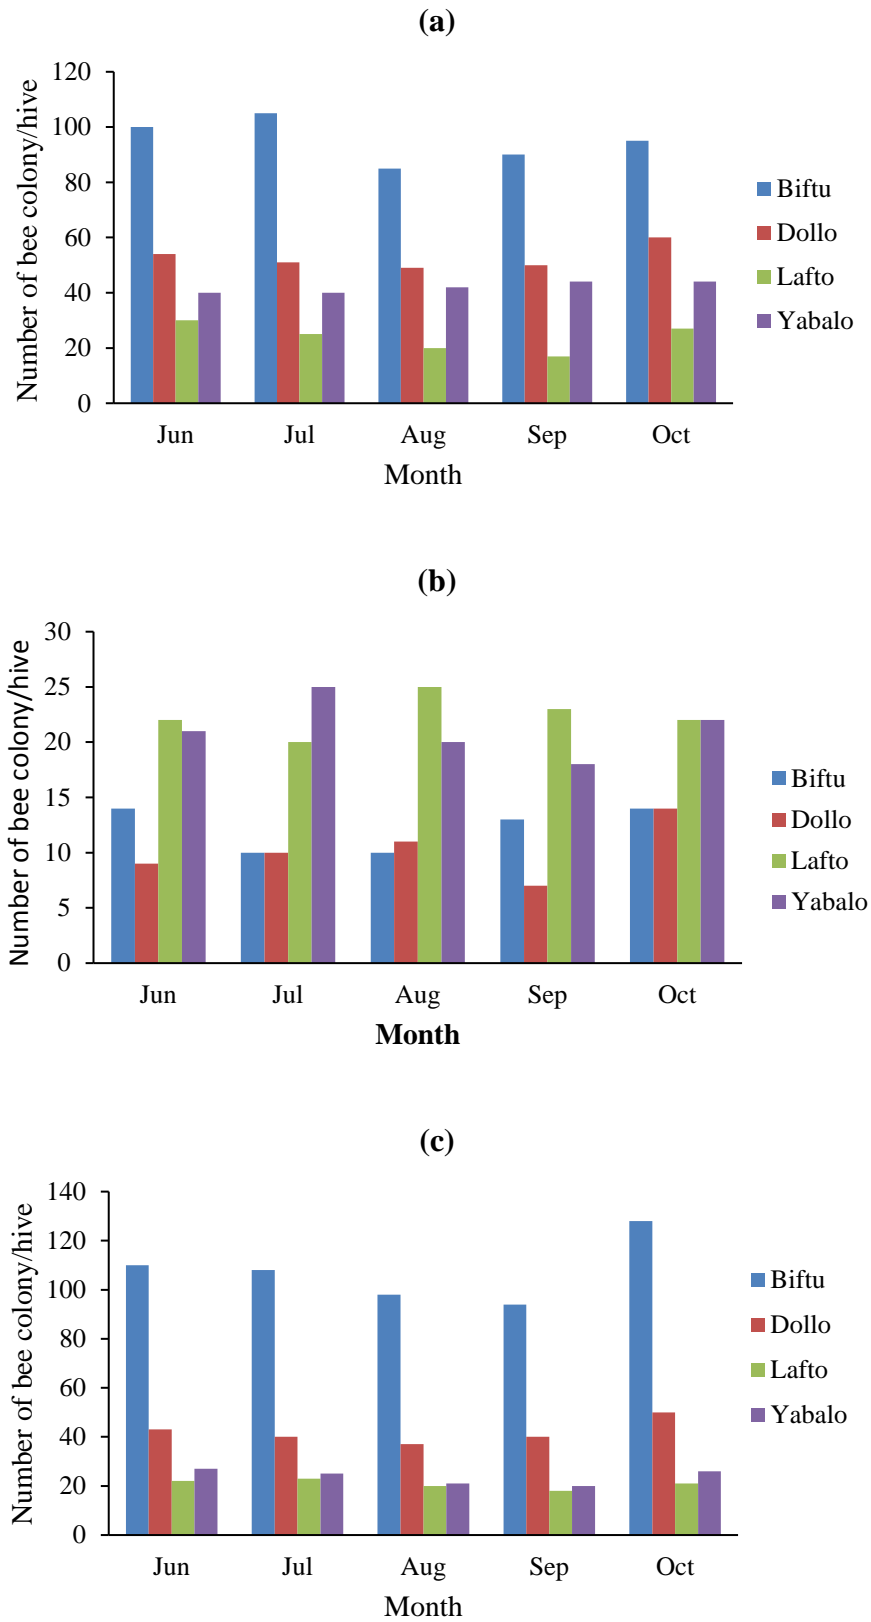 (a)
Number of bee colony/hive
120
100
80
60
40
20
0
Jun Jul Aug Sep Oct
Month
Biftu
Dollo
Lafto
Yabalo
(b)
Number of bee colony/hive
30
25
20
15
10
5
0
Jun Jul Aug Sep Oct
Month
Biftu
Dollo
Lafto
Yabalo
(c)
Number of bee colony/hive
140
120
100
80
60
40
20
0
Jun Jul Aug Sep Oct
Month
Biftu
Dollo
Lafto
Yabalo